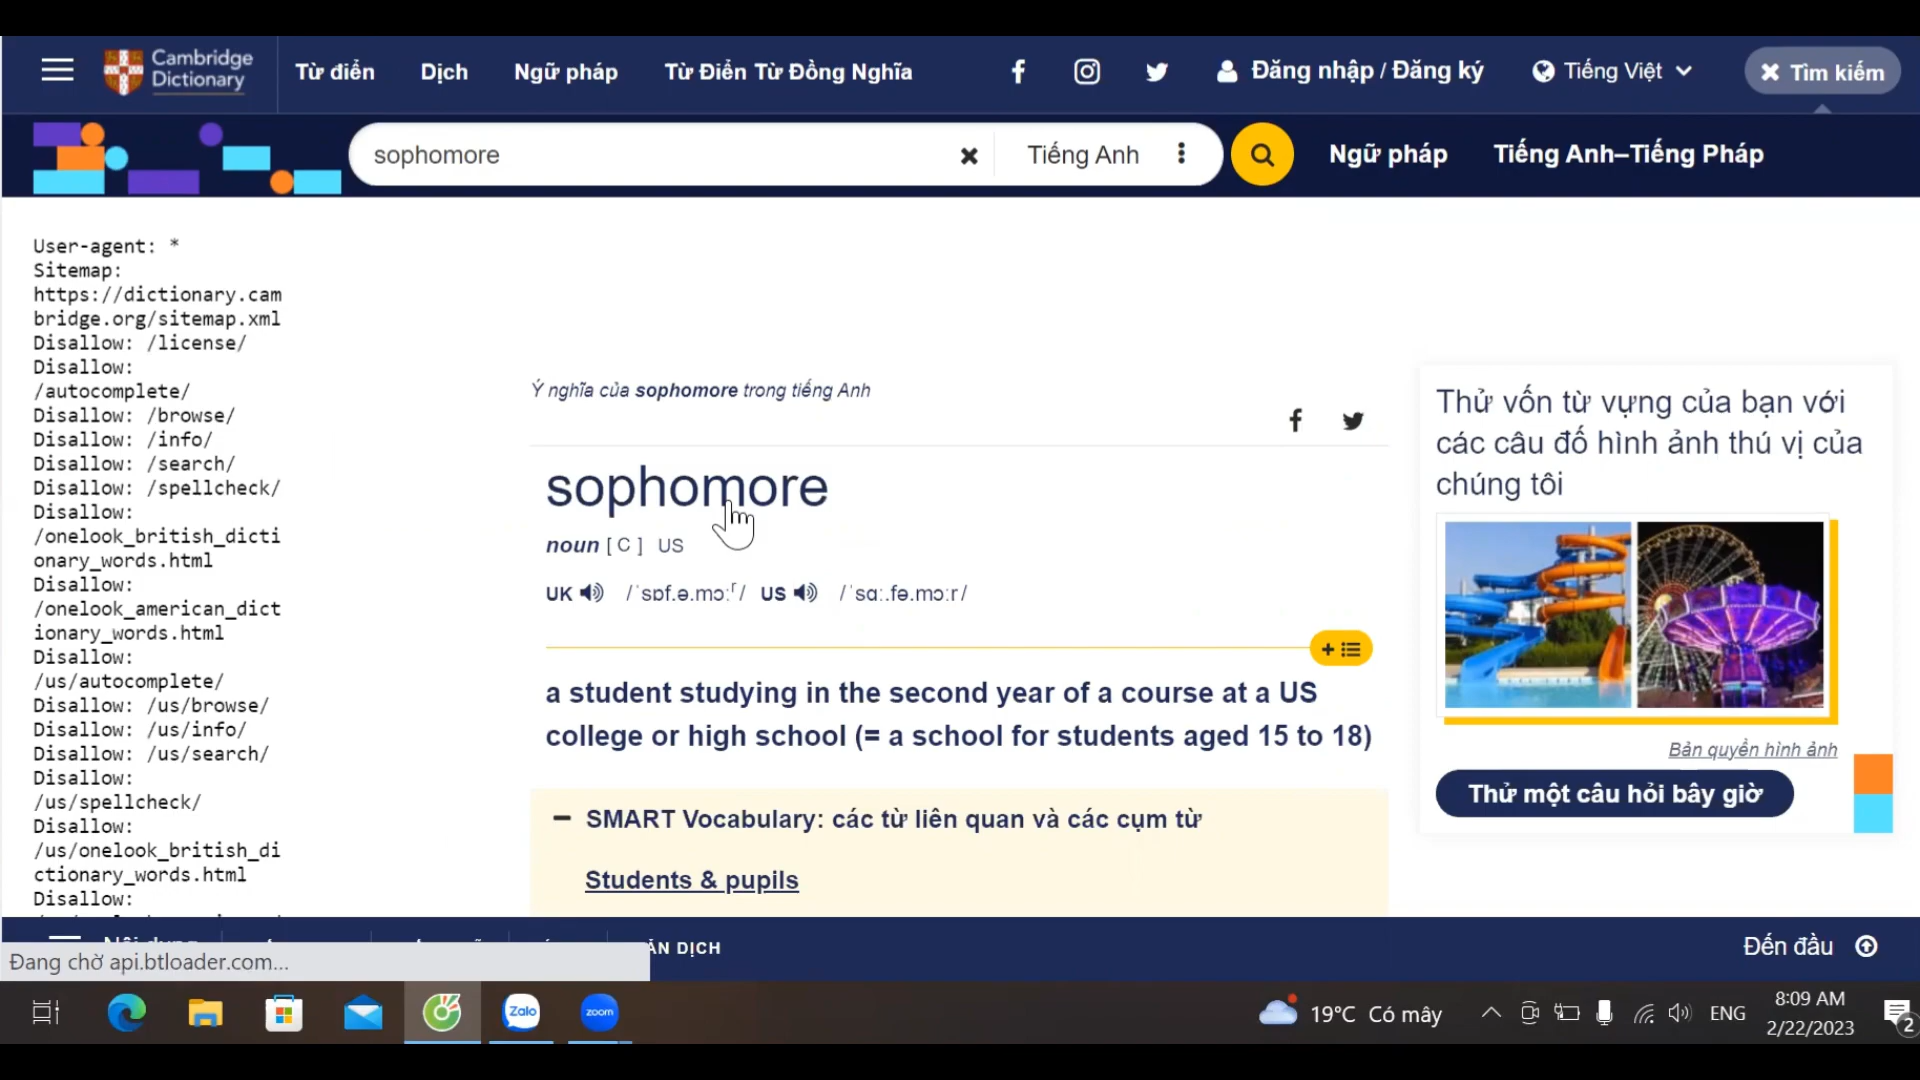 Cambridge
Dictionary
Từ điển
Dịch
Ngữ pháp
Từ Điển Từ Đồng Nghĩa
Đăng nhập / Đăng ký
Tiếng Việt
Tìm kiếm
sophomore
Tiếng Anh
Ngữ pháp
Tiếng Anh–Tiếng Pháp
User-agent: *
Sitemap:
https://dictionary.cam
bridge.org/sitemap.xml
Disallow: /license/
Disallow:
/autocomplete/
Disallow: /browse/
Disallow: /info/
Disallow: /search/
Disallow: /spellcheck/
Disallow:
/onelook_british_dicti
onary_words.html
Disallow:
/onelook_american_dict
ionary_words.html
Disallow:
/us/autocomplete/
Disallow: /us/browse/
Disallow: /us/info/
Disallow: /us/search/
Disallow:
/us/spellcheck/
Disallow:
/us/onelook_british_di
ctionary_words.html
Disallow:
Ý nghĩa của sophomore trong tiếng Anh
sophomore
noun [ C ] US
UK /ˈsɒf.ə.mɔːʳ/ US /ˈsɑː.fə.mɔːr/
a student studying in the second year of a course at a US
college or high school (= a school for students aged 15 to 18)
SMART Vocabulary: các từ liên quan và các cụm từ
Students & pupils
Thử vốn từ vựng của bạn với
các câu đố hình ảnh thú vị của
chúng tôi
Bản quyền hình ảnh
Thử một câu hỏi bây giờ
DỊCH
Đến đầu
Đang chờ api.btloader.com...
Zalo
zoom
19°C Có mây
ENG
8:09 AM
2/22/2023
2